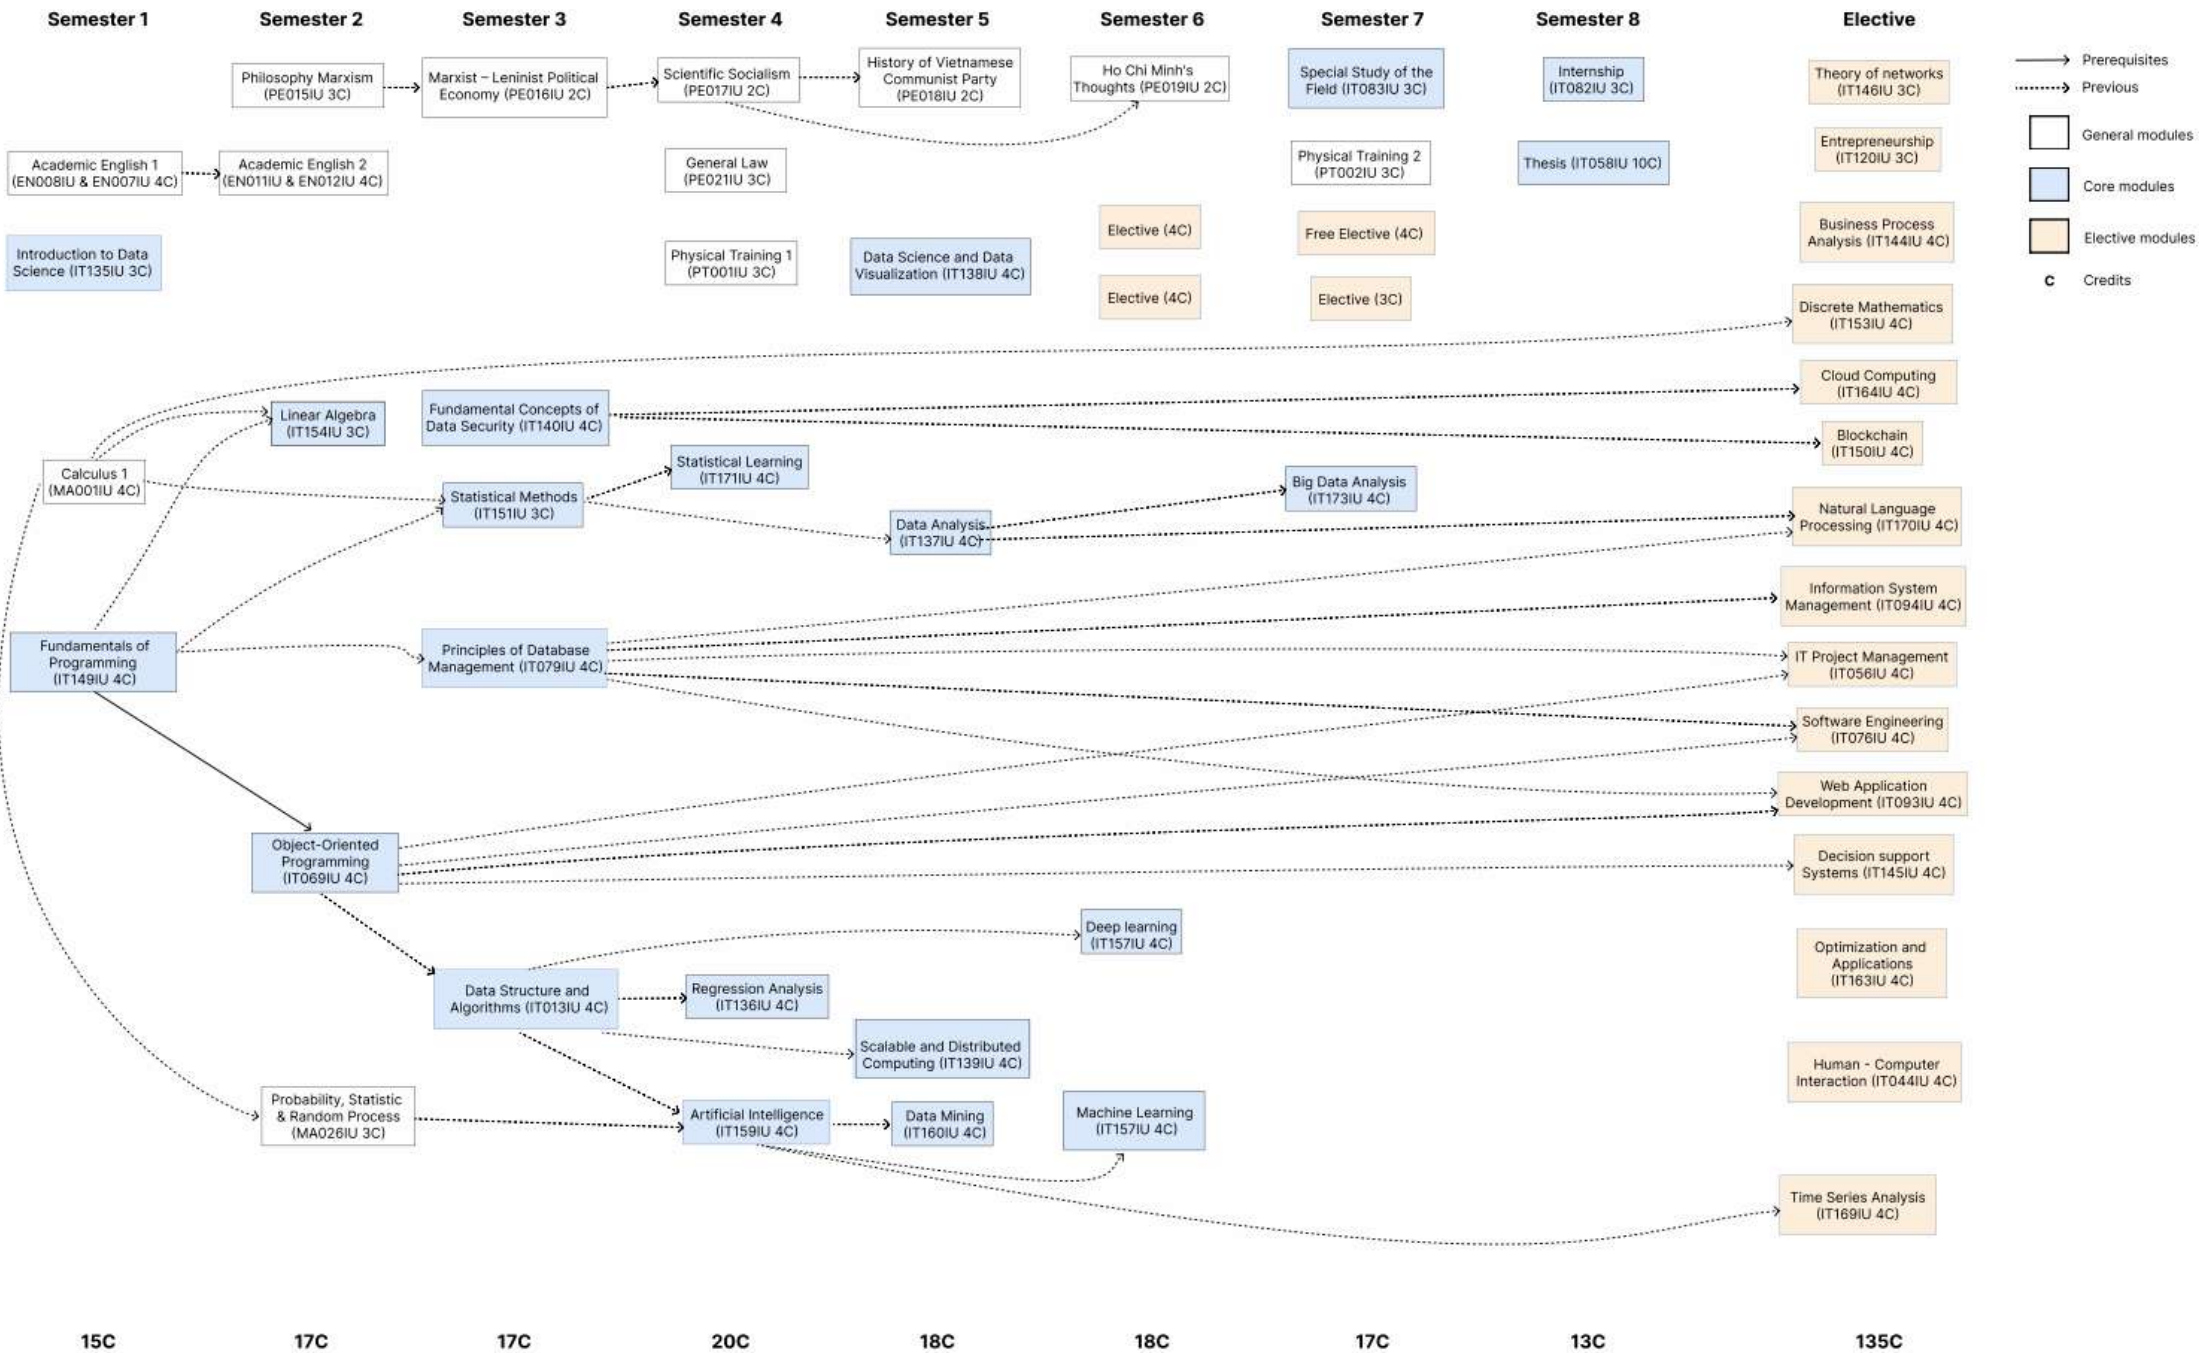 Semester 1
Semester 2
Semester 3
Semester 4
Semester 5
Semester 6
Semester 7
Semester 8
Elective
Philosophy Marxism
(PE015IU 3C)
Marxist – Leninist Political
Economy (PE016IU 2C)
Scientific Socialism
(PE017IU 2C)
History of Vietnamese
Communist Party
(PE018IU 2C)
Ho Chi Minh's
Thoughts (PE019IU 2C)
Special Study of the
Field (IT083IU 3C)
Internship
(IT082IU 3C)
Theory of networks
(IT146IU 3C)
Prerequisites
Previous
General modules
Core modules
Elective modules
C
Credits
Academic English 1
(EN008IU & EN007IU 4C)
Academic English 2
(EN011IU & EN012IU 4C)
General Law
(PE021IU 3C)
Physical Training 2
(PT002IU 3C)
Thesis (IT058IU 10C)
Entrepreneurship
(IT120IU 3C)
Introduction to Data
Science (IT135IU 3C)
Physical Training 1
(PT001IU 3C)
Data Science and Data
Visualization (IT138IU 4C)
Elective (4C)
Free Elective (4C)
Business Process
Analysis (IT144IU 4C)
Elective (4C)
Elective (3C)
Discrete Mathematics
(IT153IU 4C)
Linear Algebra
(IT154IU 3C)
Fundamental Concepts of
Data Security (IT140IU 4C)
Cloud Computing
(IT164IU 4C)
Blockchain
(IT150IU 4C)
Calculus 1
(MA001IU 4C)
Statistical Methods
(IT151IU 3C)
Statistical Learning
(IT171IU 4C)
Data Analysis
(IT137IU 4C)
Big Data Analysis
(IT173IU 4C)
Natural Language
Processing (IT170IU 4C)
Information System
Management (IT094IU 4C)
Fundamentals of
Programming
(IT149IU 4C)
Principles of Database
Management (IT079IU 4C)
IT Project Management
(IT056IU 4C)
Software Engineering
(IT076IU 4C)
Web Application
Development (IT093IU 4C)
Object-Oriented
Programming
(IT069IU 4C)
Decision support
Systems (IT145IU 4C)
Deep learning
(IT157IU 4C)
Optimization and
Applications
(IT163IU 4C)
Data Structure and
Algorithms (IT013IU 4C)
Regression Analysis
(IT136IU 4C)
Scalable and Distributed
Computing (IT139IU 4C)
Human - Computer
Interaction (IT044IU 4C)
Probability, Statistic
& Random Process
(MA026IU 3C)
Artificial Intelligence
(IT159IU 4C)
Data Mining
(IT160IU 4C)
Machine Learning
(IT157IU 4C)
Time Series Analysis
(IT169IU 4C)
15C
17C
17C
20C
18C
18C
17C
13C
135C